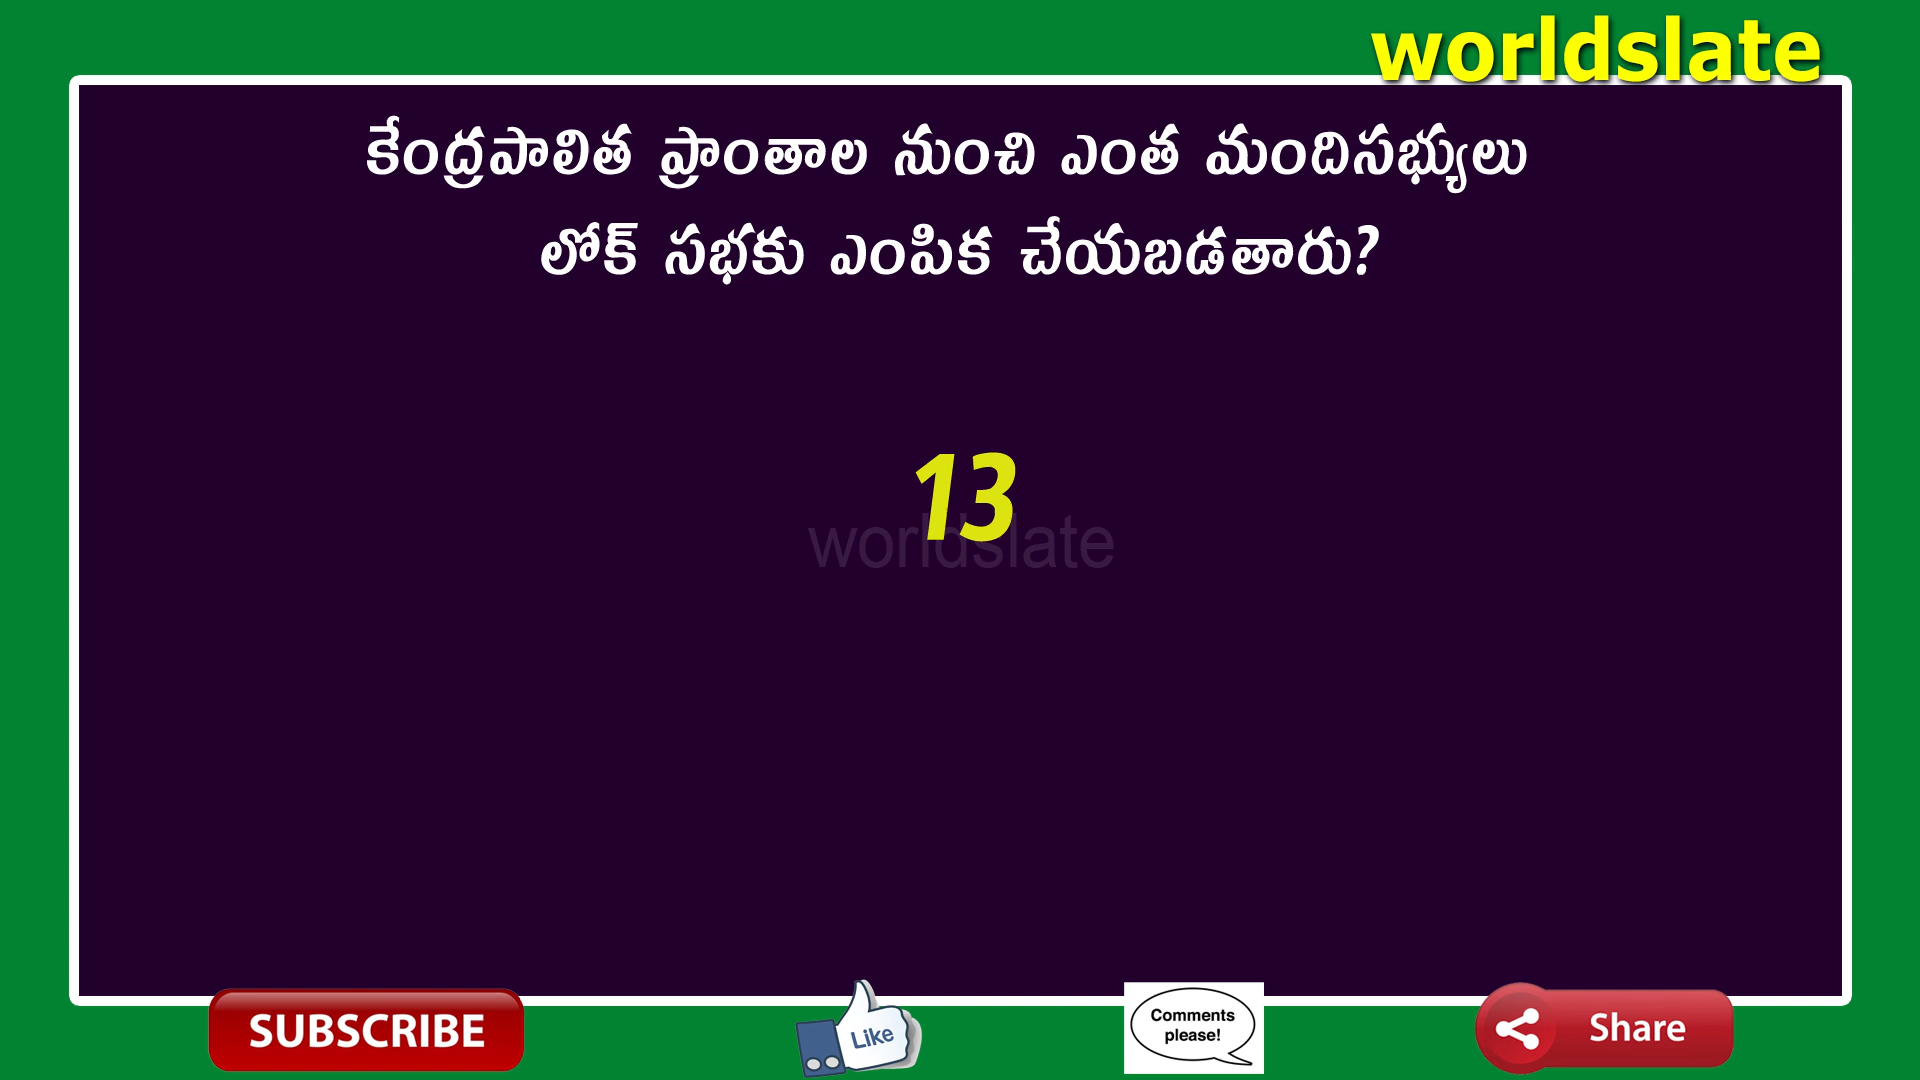 worldslate
కేంద్రపాలిత ప్రాంతాల నుంచి ఎంత మందిసభ్యులు
లోక్ సభకు ఎంపిక చేయబడతారు?
13
worldslate
SUBSCRIBE
Like
Comments
please!
Share